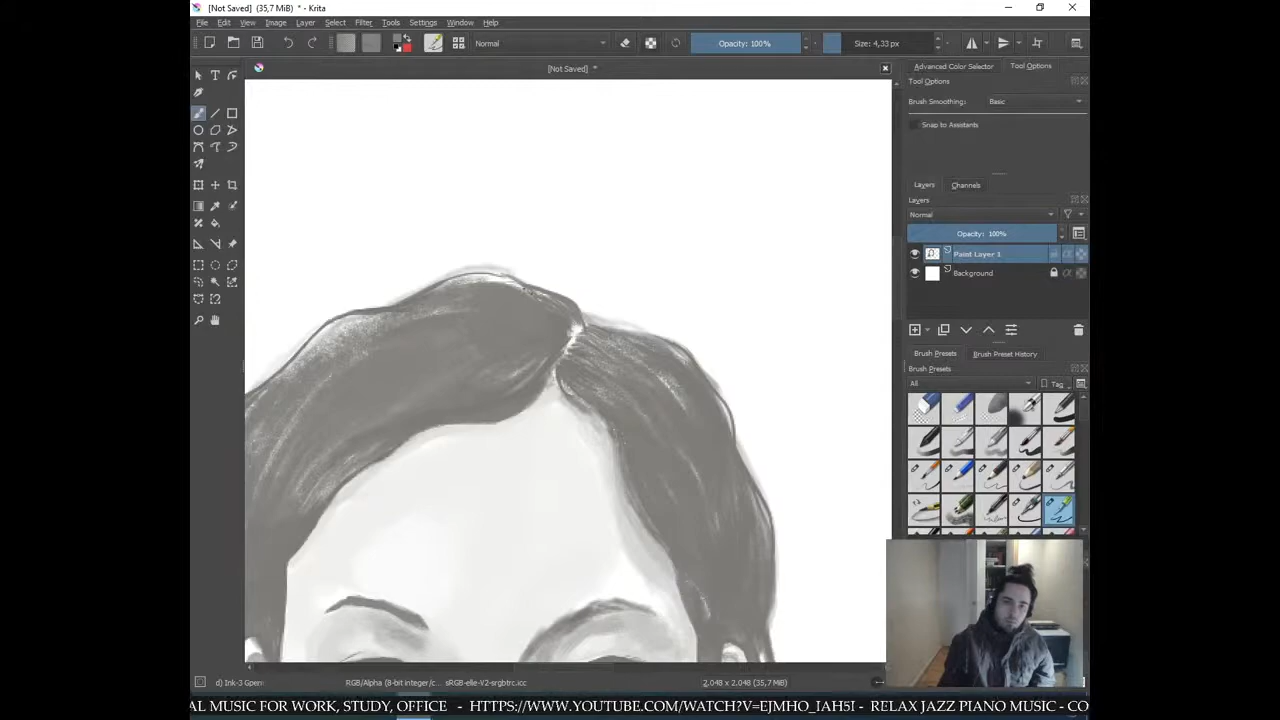 [Not Saved] (35,7 MiB) * - Krita
File Edit View Image Layer Select Filter Tools Settings Window Help
Normal Opacity: 100% Size: 4,33 px
[Not Saved] *
Advanced Color Selector Tool Options
Tool Options
Brush Smoothing: Basic
Snap to Assistants
Layers Channels
Layers
Normal
Opacity: 100%
Paint Layer 1
Background
Brush Presets Brush Preset History
Brush Presets
All Tag
d) Ink-3 Gpen RGB/Alpha (8-bit integer/c... sRGB-elle-V2-srgbtrc.icc 2.048 x 2.048 (35,7 MiB)
AL MUSIC FOR WORK, STUDY, OFFICE - HTTPS://WWW.YOUTUBE.COM/WATCH?V=EJMHO_IAH5I - RELAX JAZZ PIANO MUSIC - CO